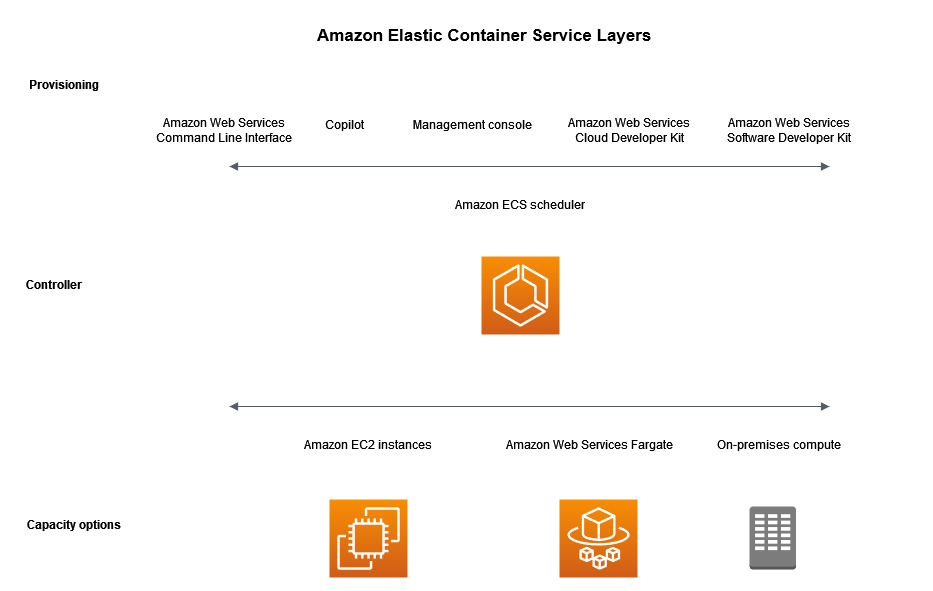 Amazon Elastic Container Service Layers
Provisioning
Amazon Web Services
Command Line Interface
Copilot
Management console
Amazon Web Services
Cloud Developer Kit
Amazon Web Services
Software Developer Kit
Amazon ECS scheduler
Controller
Amazon EC2 instances
Amazon Web Services Fargate
On-premises compute
Capacity options